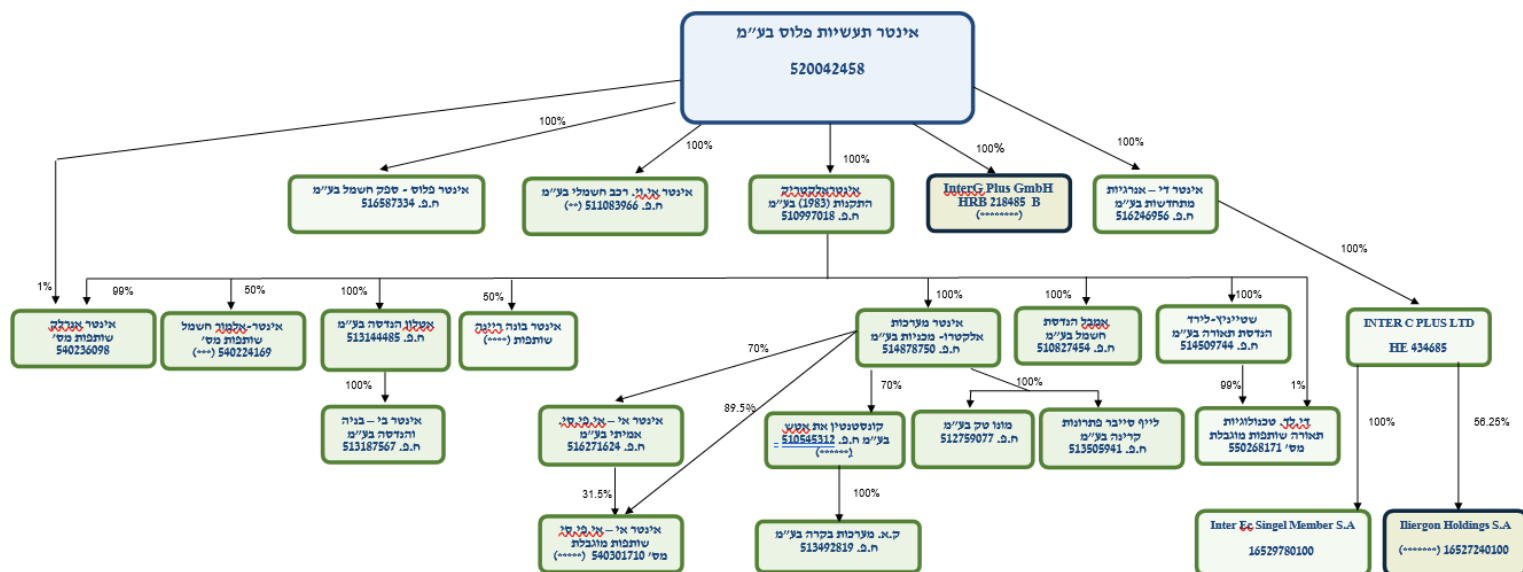 אינטר תעשיות פלוס בע״מ
520042458
100%
100%
100%
100%
100%
100%
אינטר פלוס - ספק חשמל בע״מ
ח.פ. 516587334
אינטר אי.וי. רכב חשמלי בע״מ
ח.פ. 511083966 (**)
אינטראלקטריק
התקנות (1983) בע״מ
ח.פ. 510997018
InterG Plus GmbH
HRB 218485 B
(********)
אינטר די – אנרגיות
מתחדשות בע״מ
ח.פ. 516246956
100%
1%
99%
50%
100%
50%
100%
100%
100%
אינטר אנרלק
שותפות מס׳
540236098
אינטר-אלמור חשמל
שותפות מס׳
540224169 (***)
אשלון הנדסה בע״מ
ח.פ. 513144485
אינטר בונה ריינה
שותפות (****)
אינטר מערכות
אלקטרו- מכניות בע״מ
ח.פ. 514878750
אמבל הנדסת
חשמל בע״מ
ח.פ. 510827454
שטייניץ-לירד
הנדסת תאורה בע״מ
ח.פ. 514509744
INTER C PLUS LTD
HE 434685
100%
70%
89.5%
70%
100%
99%
1%
100%
56.25%
אינטר בי – בניה
והנדסה בע״מ
ח.פ. 513187567
אינטר אי – אי.פי.סי.
אמיתי בע״מ
ח.פ. 516271624
קונסטנטין את אטש
בע״מ ח.פ. 510545312
(******)
מונו טק בע״מ
ח.פ. 512759077
לייף סייבר פתרונות
קרינה בע״מ
ח.פ. 513505941
די.לד. טכנולוגיות
תאורה שותפות מוגבלת
מס׳ 550268171
31.5%
100%
אינטר אי – אי.פי.סי
שותפות מוגבלת
מס׳ 540301710 (*****)
ק.א. מערכות בקרה בע״מ
ח.פ. 513492819
Inter Ec Singel Member S.A
16529780100
Iliergon Holdings S.A
16527240100 (*******)